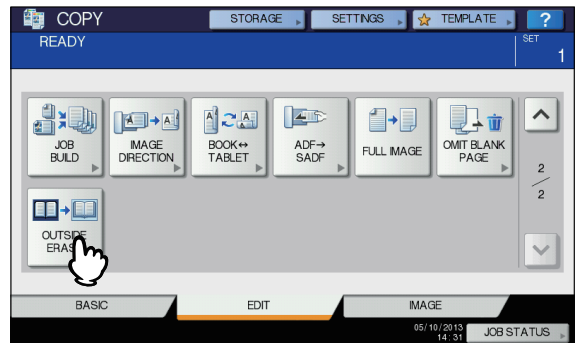 COPY
STORAGE
SETTINGS
TEMPLATE
?
READY
SET
1
JOB
BUILD
IMAGE
DIRECTION
BOOK↔
TABLET
ADF→
SADF
FULL IMAGE
OMIT BLANK
PAGE
2
2
OUTSIDE
ERAS
BASIC
EDIT
IMAGE
05/10/2013
14:31
JOB STATUS